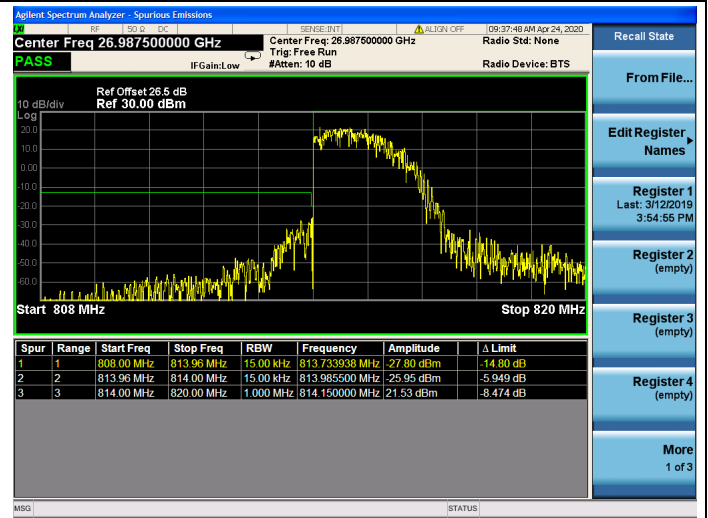 Agilent Spectrum Analyzer - Spurious Emissions
LXI RF 50 Ω DC SENSE:INT ALIGN OFF 09:37:48 AM Apr 24, 2020
Center Freq 26.987500000 GHz Center Freq: 26.987500000 GHz Radio Std: None
Trig: Free Run
PASS IFGain:Low #Atten: 10 dB Radio Device: BTS
Ref Offset 26.5 dB
10 dB/div Ref 30.00 dBm
Log
20.0
10.0
0.00
-10.0
-20.0
-30.0
-40.0
-50.0
-60.0
Start 808 MHz Stop 820 MHz
Spur Range Start Freq Stop Freq RBW Frequency Amplitude Δ Limit
1 1 808.00 MHz 813.96 MHz 15.00 kHz 813.733938 MHz -27.80 dBm -14.80 dB
2 2 813.96 MHz 814.00 MHz 15.00 kHz 813.985500 MHz -25.95 dBm -5.949 dB
3 3 814.00 MHz 820.00 MHz 1.000 MHz 814.150000 MHz 21.53 dBm -8.474 dB
MSG STATUS
Recall State
From File...
Edit Register
Names
Register 1
Last: 3/12/2019
3:54:55 PM
Register 2
(empty)
Register 3
(empty)
Register 4
(empty)
More
1 of 3